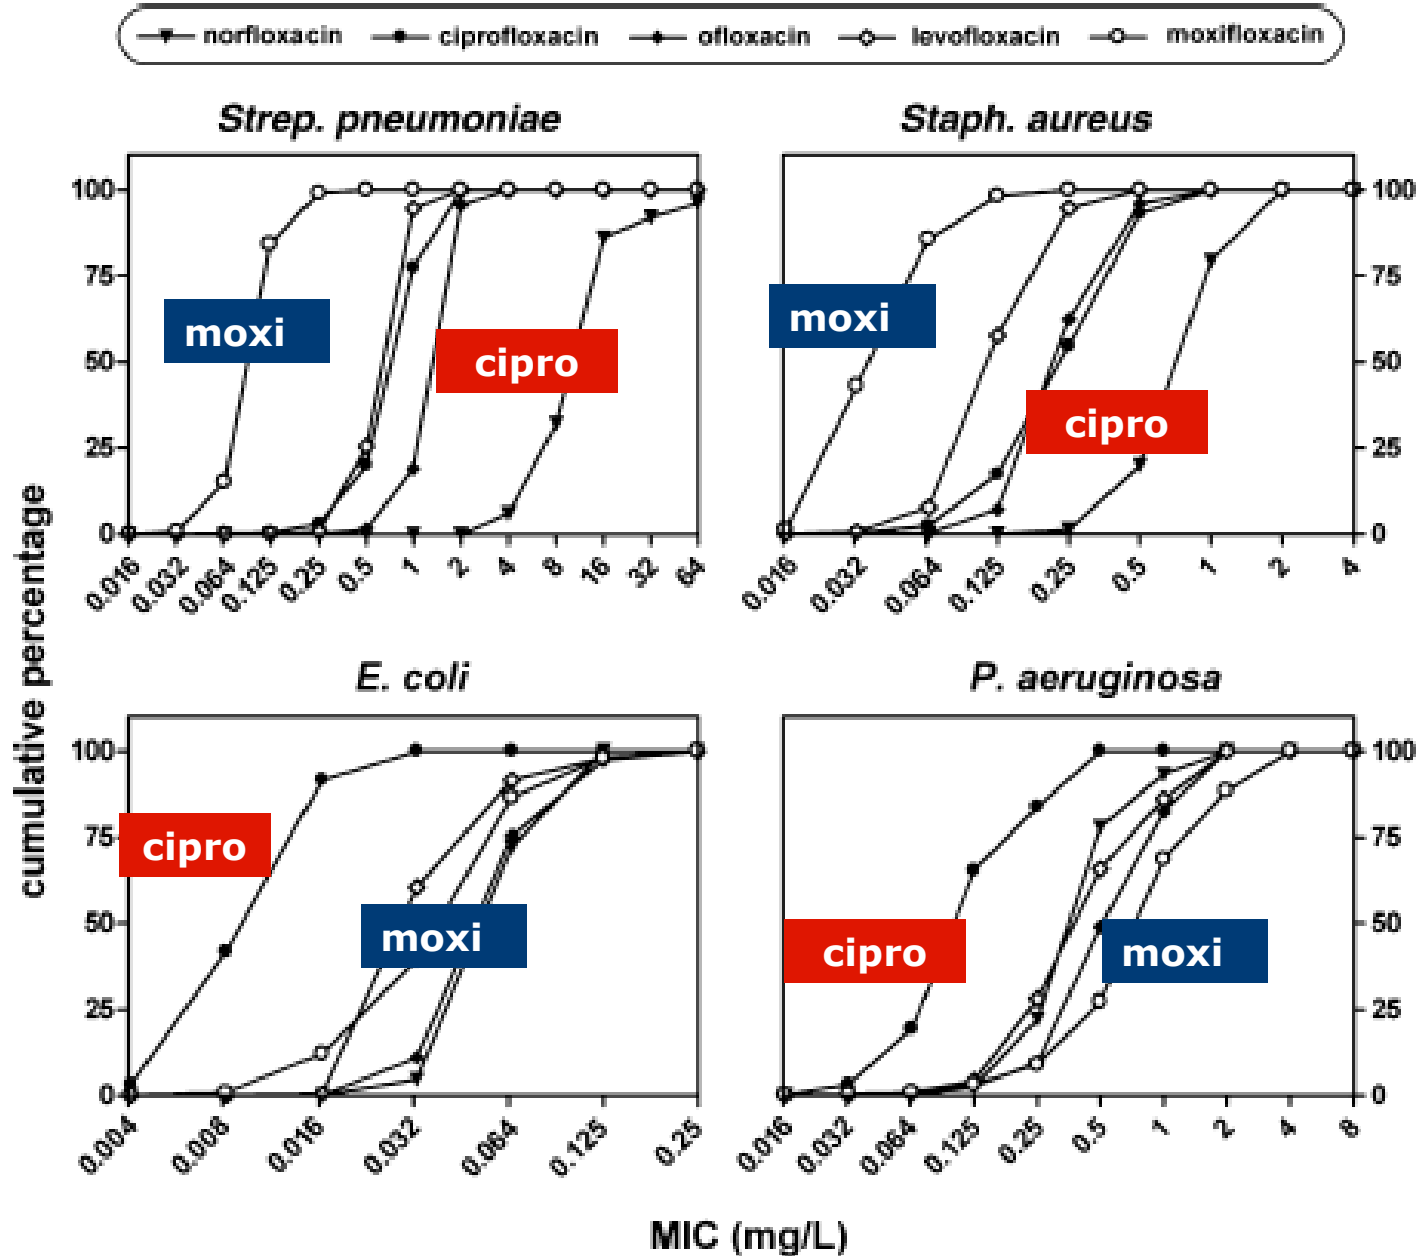 norfloxacin ciprofloxacin ofloxacin levofloxacin moxifloxacin
Strep. pneumoniae
100
75
50
25
0
moxi
cipro
0.016 0.032 0.064 0.125 0.25 0.5 1 2 4 8 16 32 64
Staph. aureus
100
75
50
25
0
moxi
cipro
0.016 0.032 0.064 0.125 0.25 0.5 1 2 4
cumulative percentage
E. coli
100
75
50
25
0
cipro
moxi
0.004 0.008 0.016 0.032 0.064 0.125 0.25
P. aeruginosa
100
75
50
25
0
cipro
moxi
0.016 0.032 0.064 0.125 0.25 0.5 1 2 4 8
MIC (mg/L)